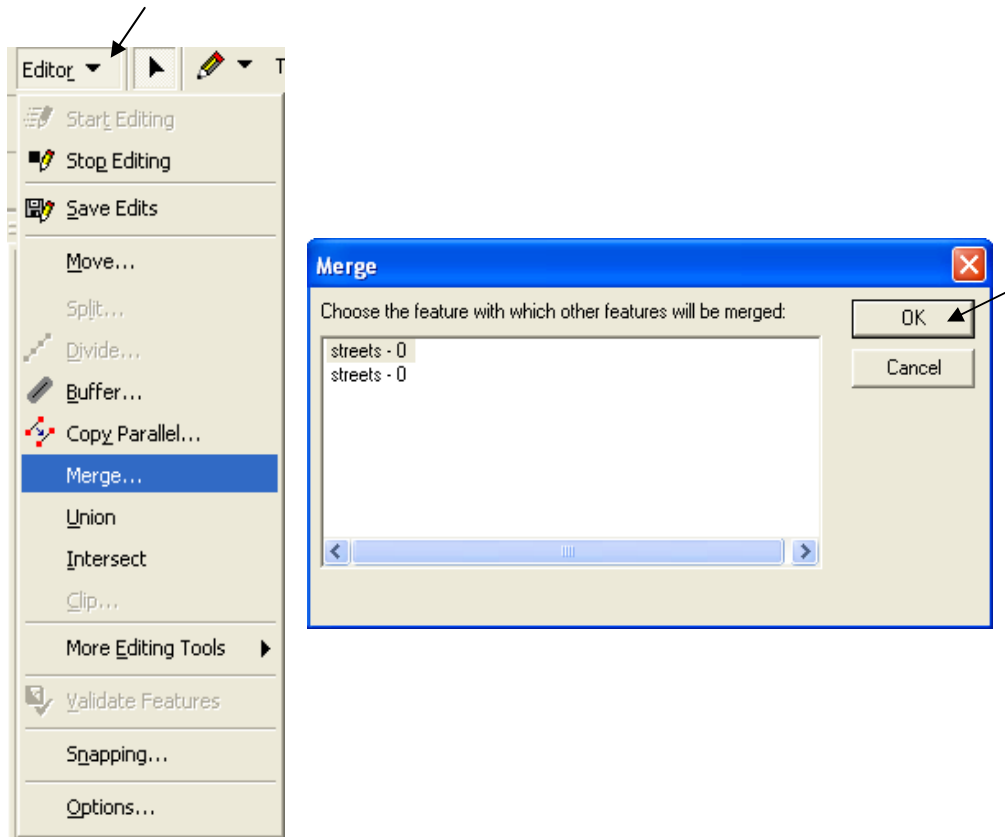 Editor
Start Editing
Stop Editing
Save Edits
Move...
Split...
Divide...
Buffer...
Copy Parallel...
Merge...
Union
Intersect
Clip...
More Editing Tools
Validate Features
Snapping...
Options...
Merge
Choose the feature with which other features will be merged:
streets - 0
streets - 0
OK
Cancel